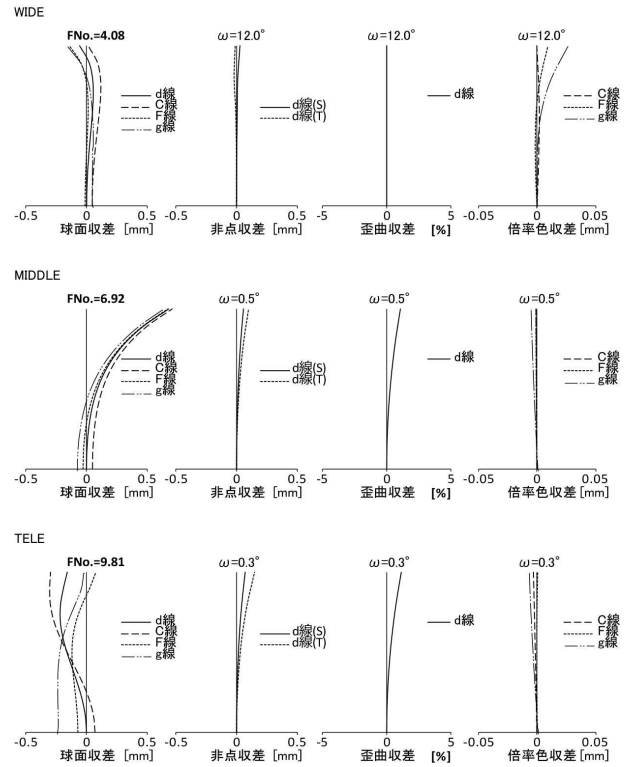 WIDE
FNo.=4.08
ω=12.0°
ω=12.0°
ω=12.0°
d線
C線
F線
g線
d線(S)
d線(T)
d線
C線
F線
g線
-0.5 0 0.5
球面収差 [mm]
-0.5 0 0.5
非点収差 [mm]
-5 0 5
歪曲収差 [%]
-0.05 0 0.05
倍率色収差 [mm]
MIDDLE
FNo.=6.92
ω=0.5°
ω=0.5°
ω=0.5°
d線
C線
F線
g線
d線(S)
d線(T)
d線
C線
F線
g線
-0.5 0 0.5
球面収差 [mm]
-0.5 0 0.5
非点収差 [mm]
-5 0 5
歪曲収差 [%]
-0.05 0 0.05
倍率色収差 [mm]
TELE
FNo.=9.81
ω=0.3°
ω=0.3°
ω=0.3°
d線
C線
F線
g線
d線(S)
d線(T)
d線
C線
F線
g線
-0.5 0 0.5
球面収差 [mm]
-0.5 0 0.5
非点収差 [mm]
-5 0 5
歪曲収差 [%]
-0.05 0 0.05
倍率色収差 [mm]